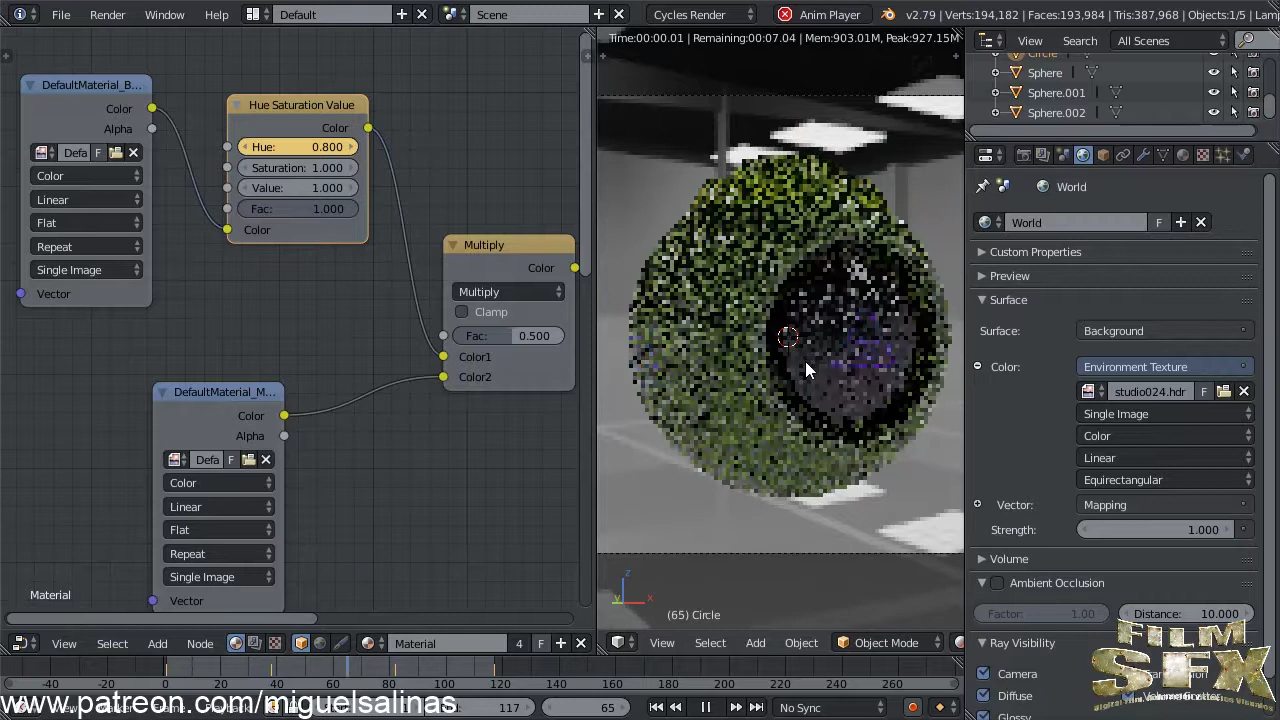 File Render Window Help Default Scene Cycles Render Anim Player v2.79 | Verts:194,182 | Faces:193,984 | Tris:387,968 | Objects:1/5 | Lam
Time:00:00.01 | Remaining:00:07.04 | Mem:903.01M, Peak:927.15M
View Search All Scenes
Circle
Sphere
Sphere.001
Sphere.002
DefaultMaterial_B...
Color
Alpha
Defa F
Color
Linear
Flat
Repeat
Single Image
Vector
Hue Saturation Value
Color
Hue: 0.800
Saturation: 1.000
Value: 1.000
Fac: 1.000
Color
Multiply
Color
Multiply
Clamp
Fac: 0.500
Color1
Color2
DefaultMaterial_M...
Color
Alpha
Defa F
Color
Linear
Flat
Repeat
Single Image
Vector
Material
z
y x
(65) Circle
World
World F
Custom Properties
Preview
Surface
Surface: Background
Color: Environment Texture
studio024.hdr F
Single Image
Color
Linear
Equirectangular
Vector: Mapping
Strength: 1.000
Volume
Ambient Occlusion
Factor: 1.00 Distance: 10.000
Ray Visibility
Camera
Diffuse
Glossy
FILM
SFX
View Select Add Node Material 4 F
View Select Add Object Object Mode
-40 -20 0 20 40 60 80 100 120 140 160 180 200 220 240 260
www.patreon.com/miguelsalinas
117 65 No Sync